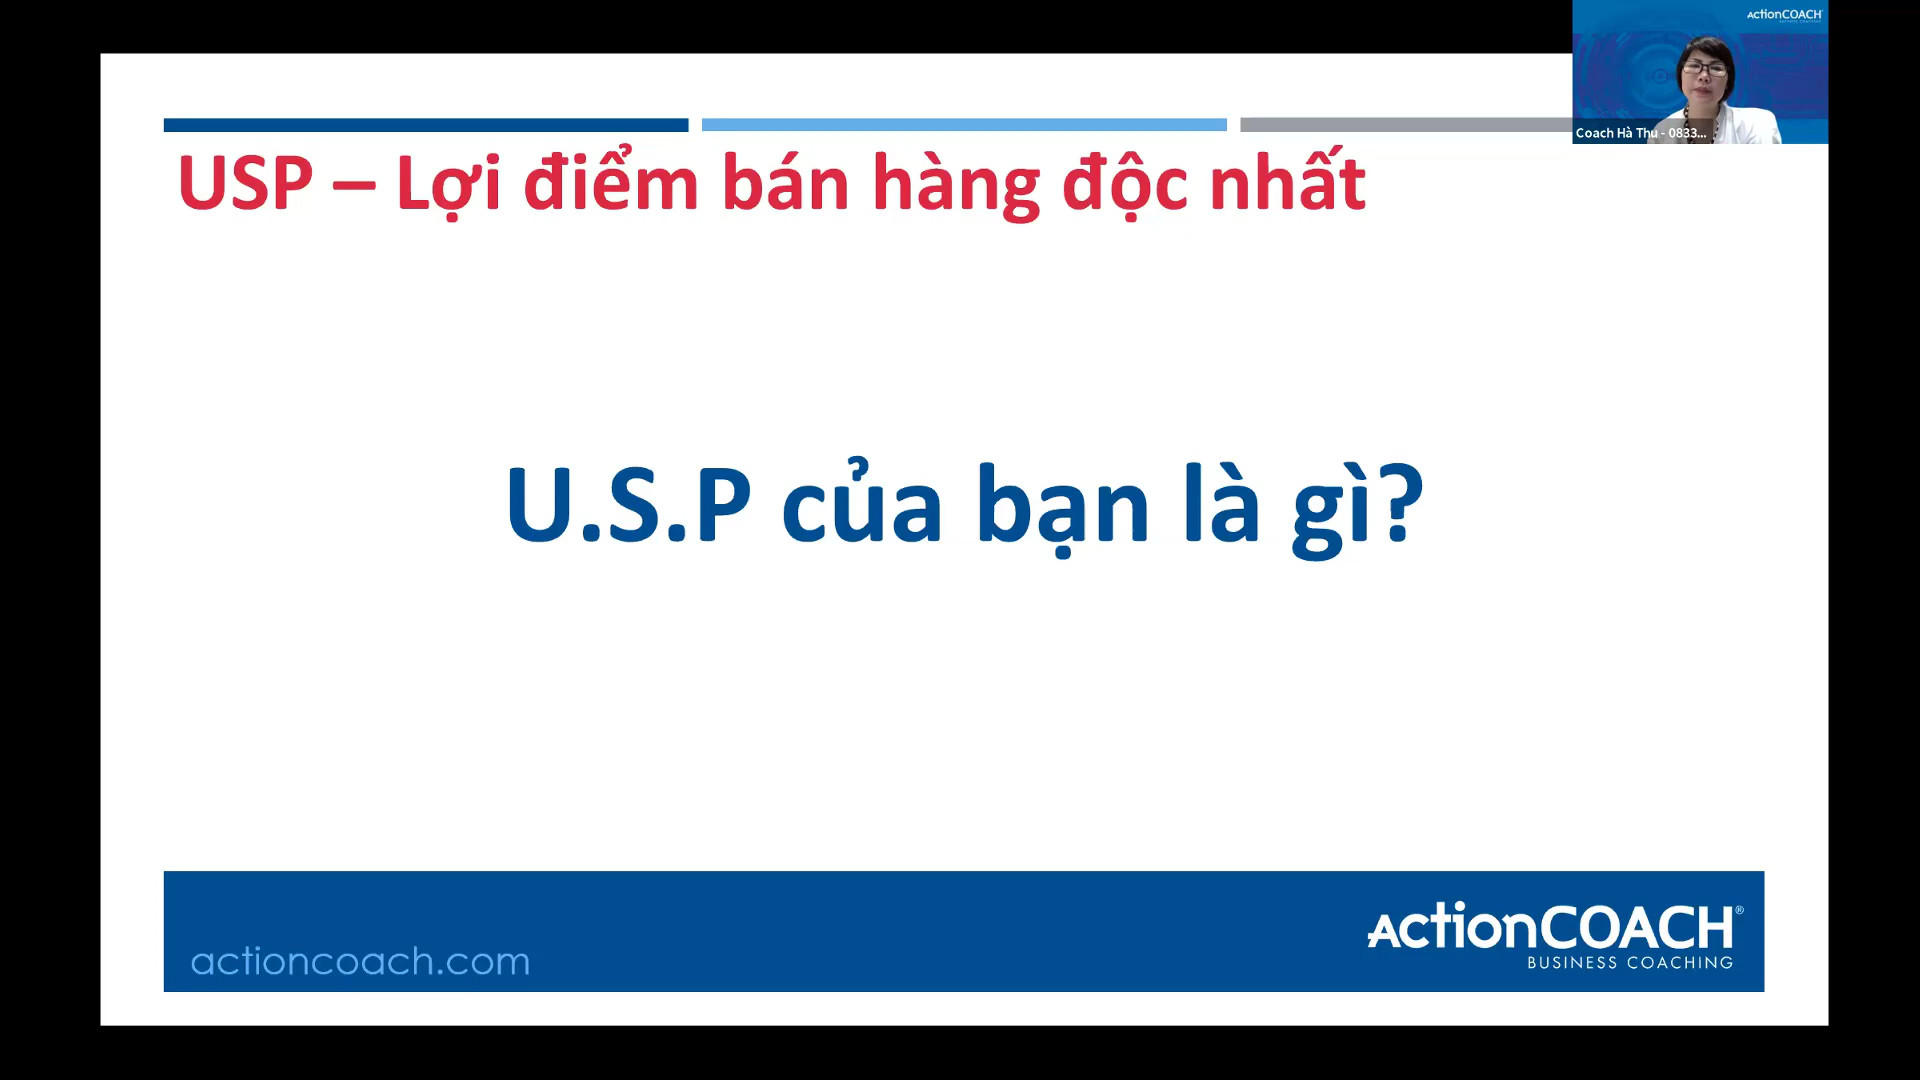 ActionCOACH
Coach Hà Thu - 0833...
USP – Lợi điểm bán hàng độc nhất
U.S.P của bạn là gì?
actioncoach.com
ActionCOACH®
BUSINESS COACHING